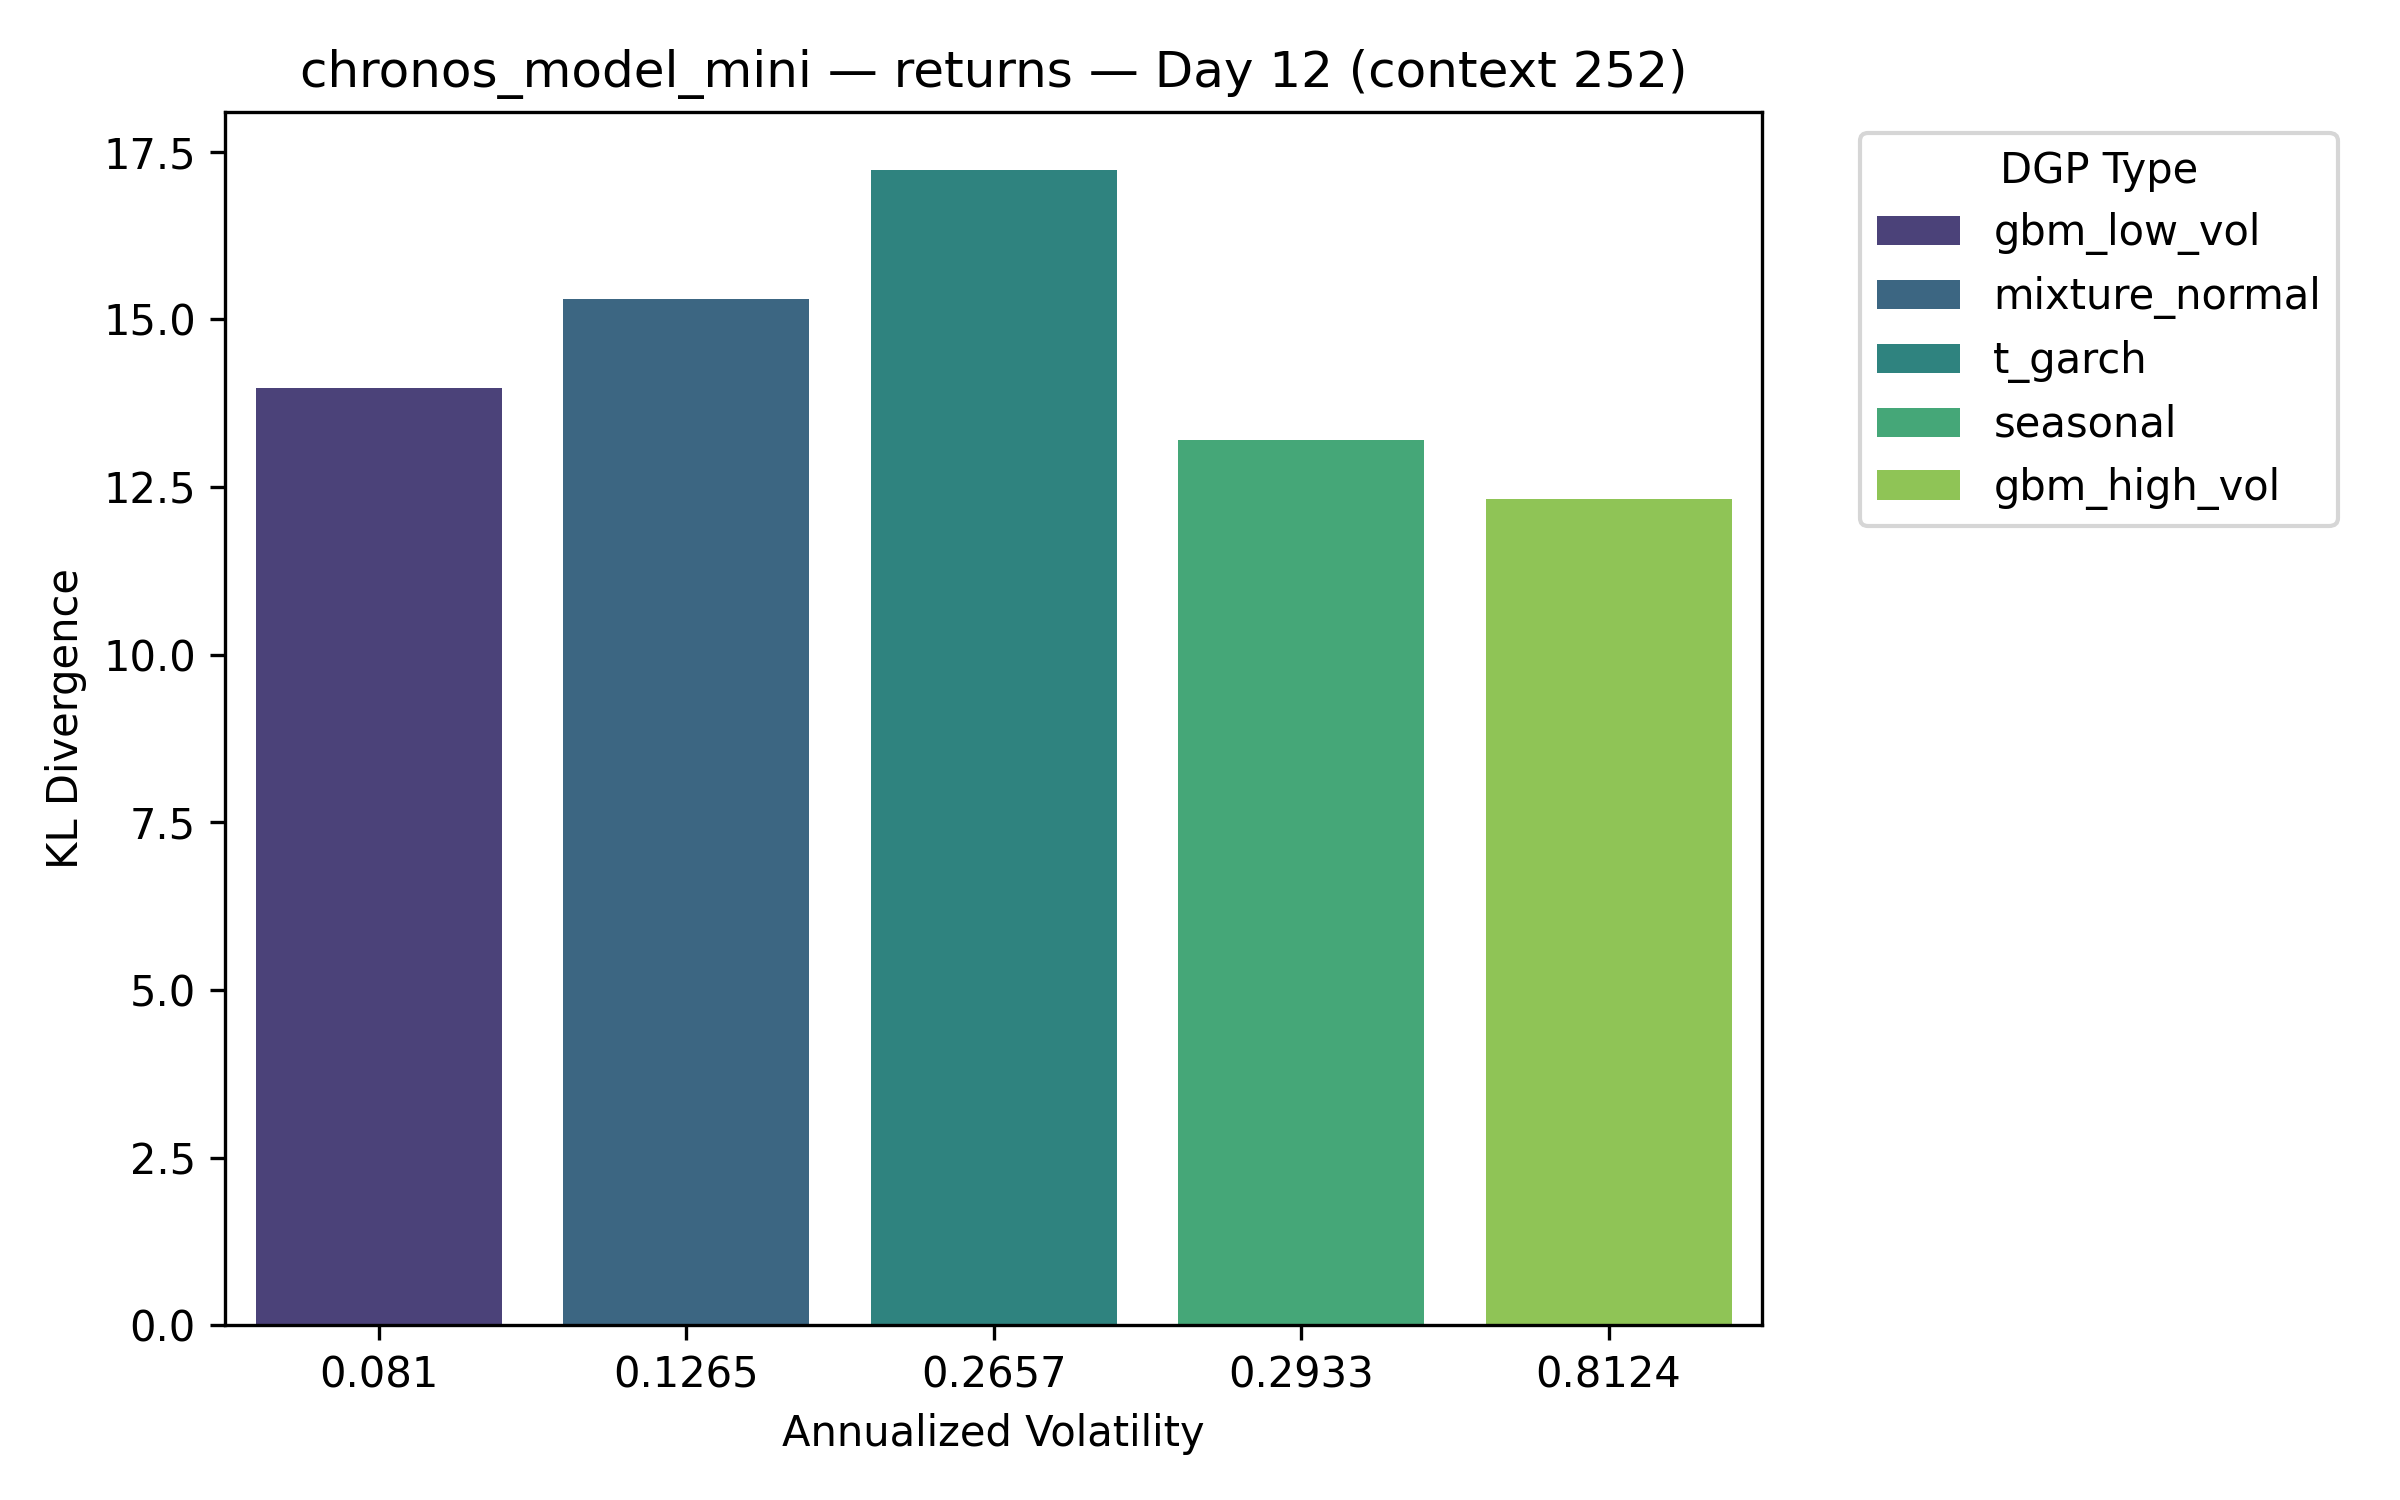 chronos_model_mini — returns — Day 12 (context 252)
KL Divergence
17.5
15.0
12.5
10.0
7.5
5.0
2.5
0.0
0.081
0.1265
0.2657
0.2933
0.8124
Annualized Volatility
DGP Type
gbm_low_vol
mixture_normal
t_garch
seasonal
gbm_high_vol